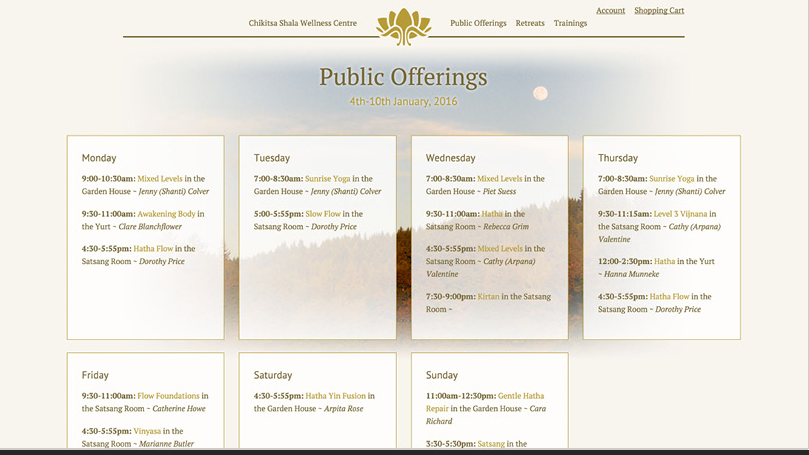 Account Shopping Cart
Chikitsa Shala Wellness Centre Public Offerings Retreats Trainings
Public Offerings
4th-10th January, 2016
Monday
9:00-10:30am: Mixed Levels in the
Garden House ~ Jenny (Shanti) Colver
9:30-11:00am: Awakening Body in
the Yurt ~ Clare Blanchflower
4:30-5:55pm: Hatha Flow in the
Satsang Room ~ Dorothy Price
Tuesday
7:00-8:30am: Sunrise Yoga in the
Garden House ~ Jenny (Shanti) Colver
5:00-5:55pm: Slow Flow in the
Satsang Room ~ Dorothy Price
Wednesday
7:00-8:30am: Mixed Levels in the
Garden House ~ Piet Suess
9:30-11:00am: Hatha in the
Satsang Room ~ Rebecca Grim
4:30-5:55pm: Mixed Levels in the
Satsang Room ~ Cathy (Arpana)
Valentine
7:30-9:00pm: Kirtan in the Satsang
Room ~
Thursday
7:00-8:30am: Sunrise Yoga in the
Garden House ~ Jenny (Shanti) Colver
9:30-11:15am: Level 3 Vijnana in
the Satsang Room ~ Cathy (Arpana)
Valentine
12:00-2:30pm: Hatha in the Yurt
~ Hanna Munneke
4:30-5:55pm: Hatha Flow in the
Satsang Room ~ Dorothy Price
Friday
9:30-11:00am: Flow Foundations in
the Satsang Room ~ Catherine Howe
4:30-5:55pm: Vinyasa in the
Satsang Room ~ Marianne Butler
Saturday
4:30-5:55pm: Hatha Yin Fusion in
the Garden House ~ Arpita Rose
Sunday
11:00am-12:30pm: Gentle Hatha
Repair in the Garden House ~ Cara
Richard
3:30-5:30pm: Satsang in the